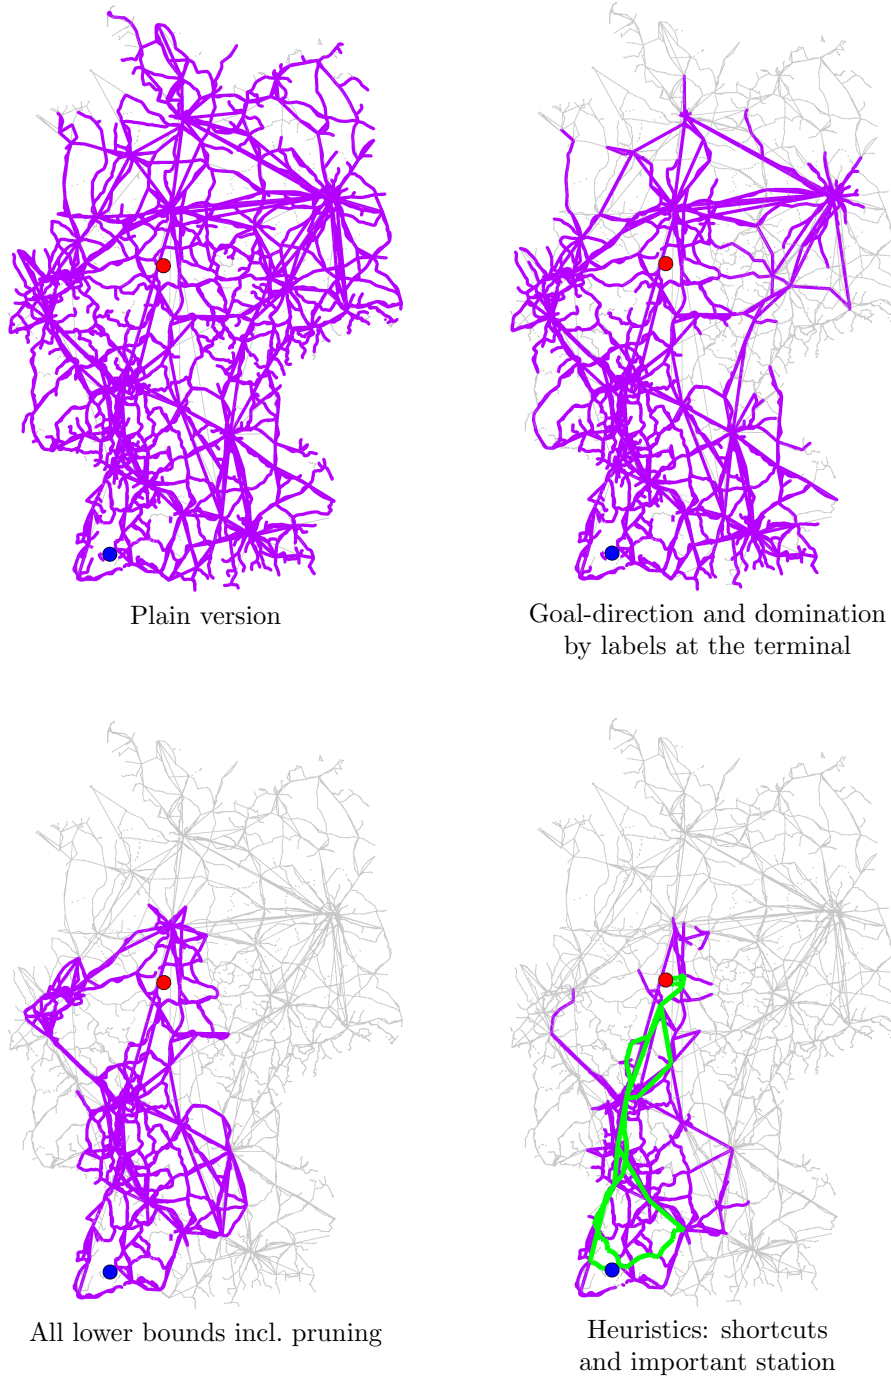 Plain version
Goal-direction and domination
by labels at the terminal
All lower bounds incl. pruning
Heuristics: shortcuts
and important station